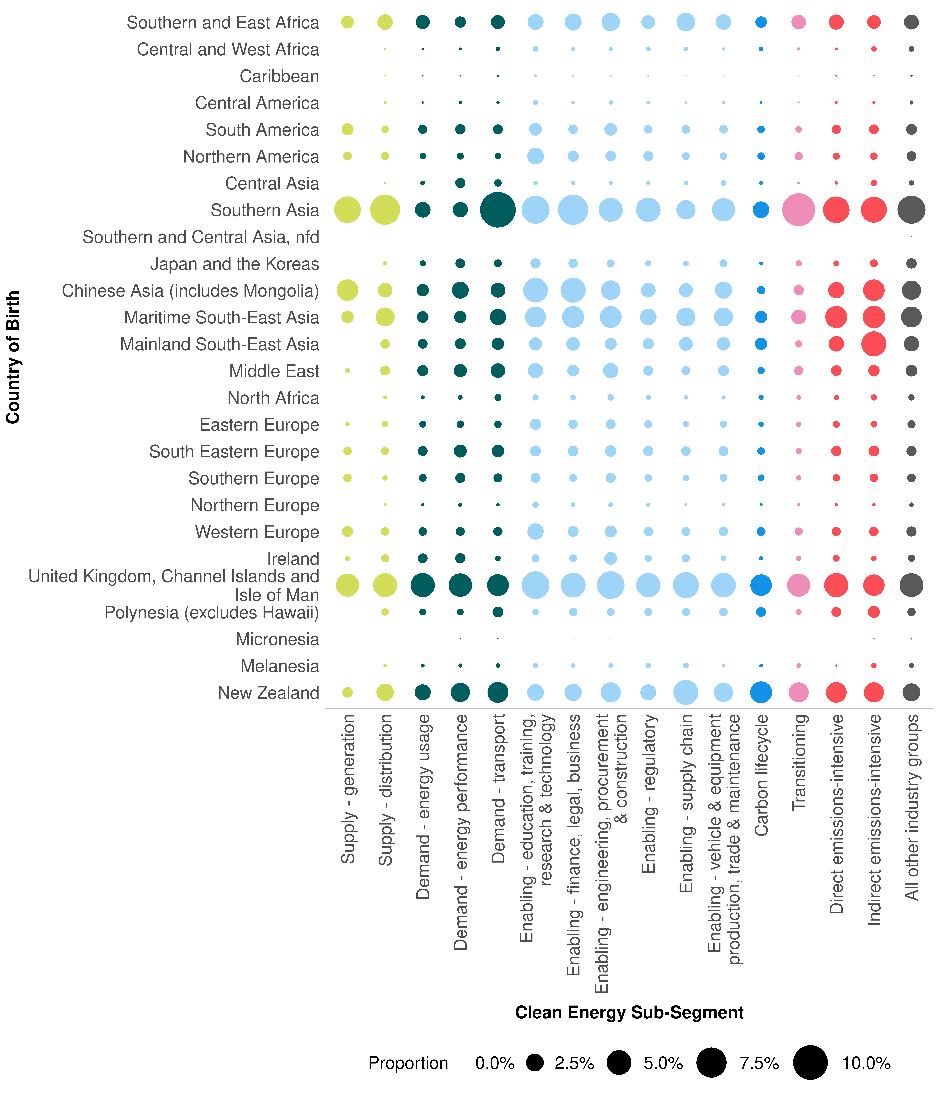 Southern and East Africa
Central and West Africa
Caribbean
Central America
South America
Northern America
Central Asia
Southern Asia
Southern and Central Asia, nfd
Japan and the Koreas
Chinese Asia (includes Mongolia)
Maritime South-East Asia
Mainland South-East Asia
Middle East
North Africa
Eastern Europe
South Eastern Europe
Southern Europe
Northern Europe
Western Europe
Ireland
United Kingdom, Channel Islands and
Isle of Man
Polynesia (excludes Hawaii)
Micronesia
Melanesia
New Zealand
Country of Birth
Supply - generation
Supply - distribution
Demand - energy usage
Demand - energy performance
Demand - transport
Enabling - education, training,
research & technology
Enabling - finance, legal, business
Enabling - engineering, procurement
& construction
Enabling - regulatory
Enabling - supply chain
Enabling - vehicle & equipment
production, trade & maintenance
Carbon lifecycle
Transitioning
Direct emissions-intensive
Indirect emissions-intensive
All other industry groups
Clean Energy Sub-Segment
Proportion 0.0% 2.5% 5.0% 7.5% 10.0%